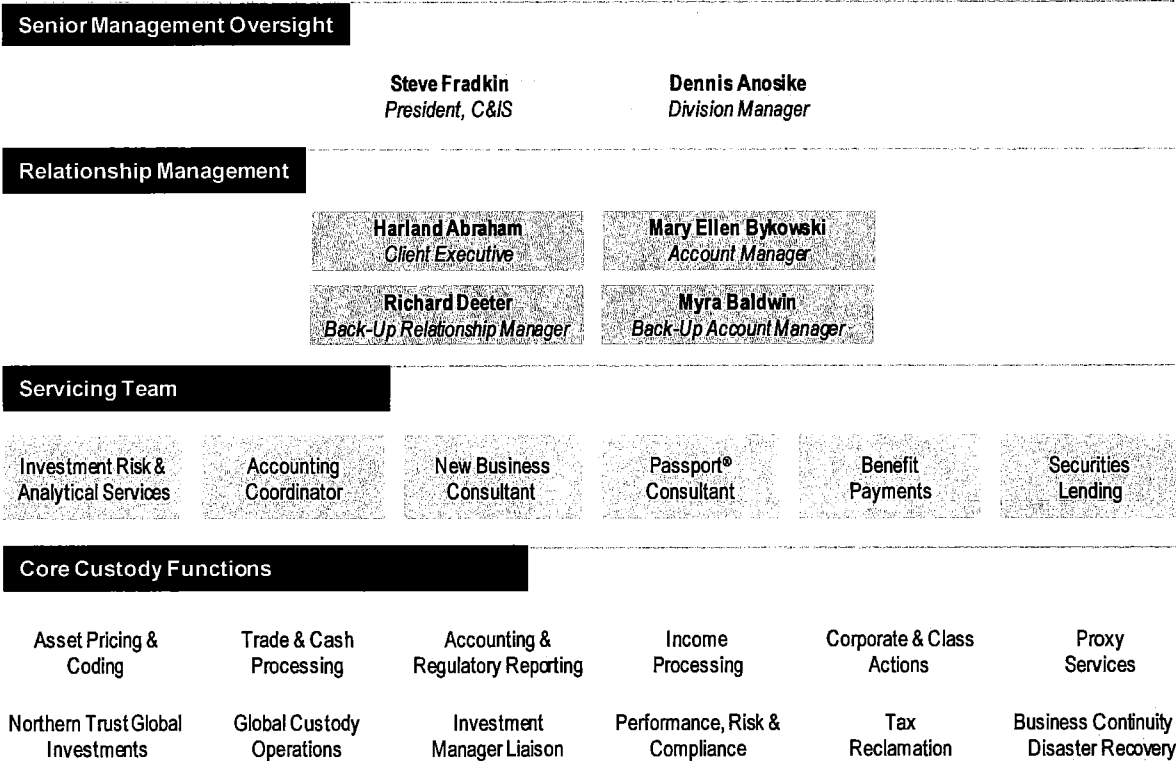 Senior Management Oversight
Steve Fradkin
President, C&IS
Dennis Anosike
Division Manager
Relationship Management
Harland Abraham
Client Executive
Mary Ellen Bykowski
Account Manager
Richard Deeter
Back-Up Relationship Manager
Myra Baldwin
Back-Up Account Manager
Servicing Team
Investment Risk &
Analytical Services
Accounting
Coordinator
New Business
Consultant
Passport®
Consultant
Benefit
Payments
Securities
Lending
Core Custody Functions
Asset Pricing &
Coding
Trade & Cash
Processing
Accounting &
Regulatory Reporting
Income
Processing
Corporate & Class
Actions
Proxy
Services
Northern Trust Global
Investments
Global Custody
Operations
Investment
Manager Liaison
Performance, Risk &
Compliance
Tax
Reclamation
Business Continuity
Disaster Recovery